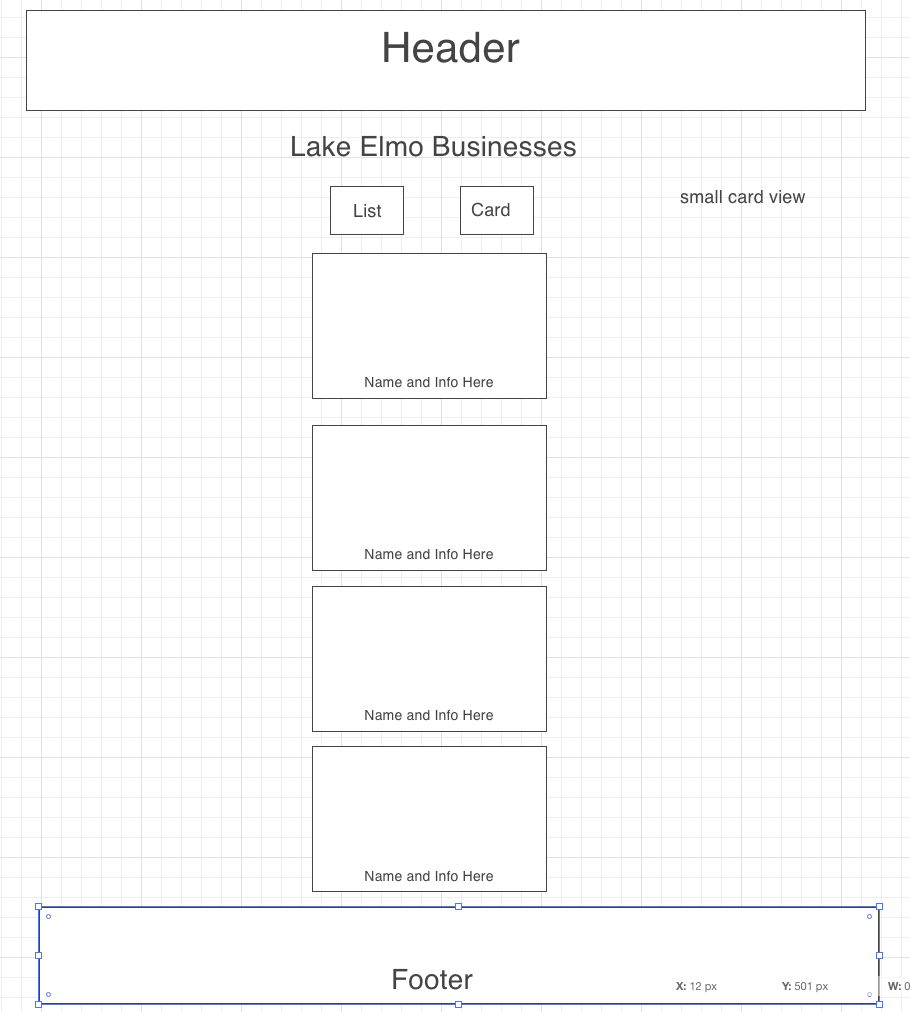 Header
Lake Elmo Businesses
List
Card
small card view
Name and Info Here
Name and Info Here
Name and Info Here
Name and Info Here
Footer
X: 12 px
Y: 501 px
W: 0